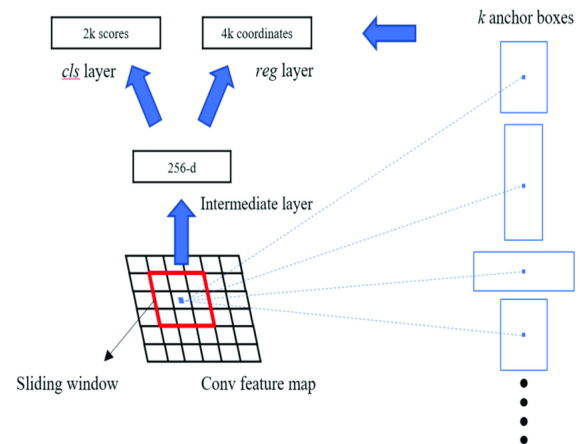 2k scores
4k coordinates
k anchor boxes
cls layer
reg layer
256-d
Intermediate layer
Sliding window
Conv feature map